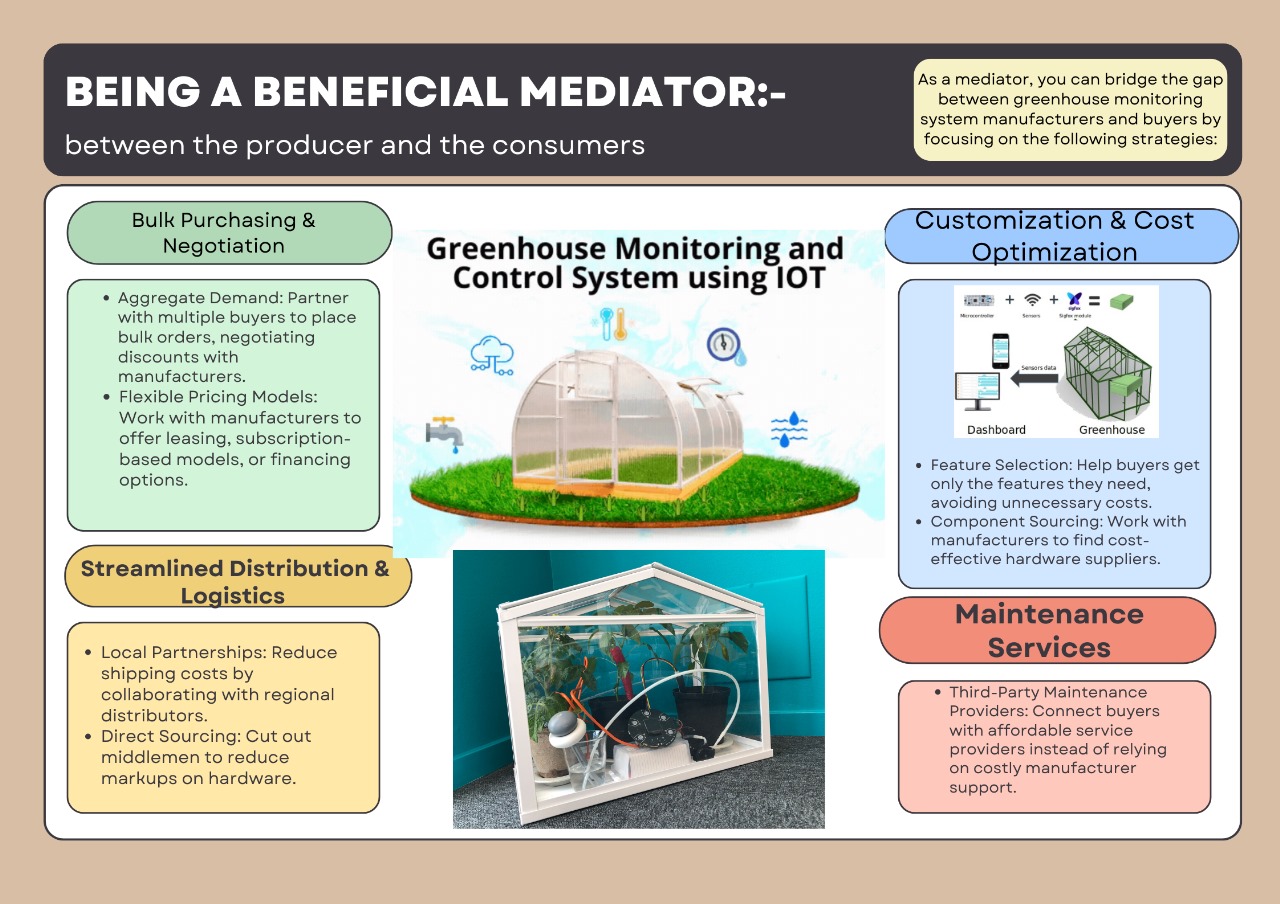 BEING A BENEFICIAL MEDIATOR:-
between the producer and the consumers
As a mediator, you can bridge the gap
between greenhouse monitoring
system manufacturers and buyers by
focusing on the following strategies:
Bulk Purchasing &
Negotiation
• Aggregate Demand: Partner
with multiple buyers to place
bulk orders, negotiating
discounts with
manufacturers.
• Flexible Pricing Models:
Work with manufacturers to
offer leasing, subscription-
based models, or financing
options.
Streamlined Distribution &
Logistics
• Local Partnerships: Reduce
shipping costs by
collaborating with regional
distributors.
• Direct Sourcing: Cut out
middlemen to reduce
markups on hardware.
Greenhouse Monitoring and
Control System using IOT
Customization & Cost
Optimization
+ + =
sigfox
Microcontroller Sensors Sigfox module
Sensors data
Dashboard Greenhouse
• Feature Selection: Help buyers get
only the features they need,
avoiding unnecessary costs.
• Component Sourcing: Work with
manufacturers to find cost-
effective hardware suppliers.
Maintenance
Services
• Third-Party Maintenance
Providers: Connect buyers
with affordable service
providers instead of relying
on costly manufacturer
support.